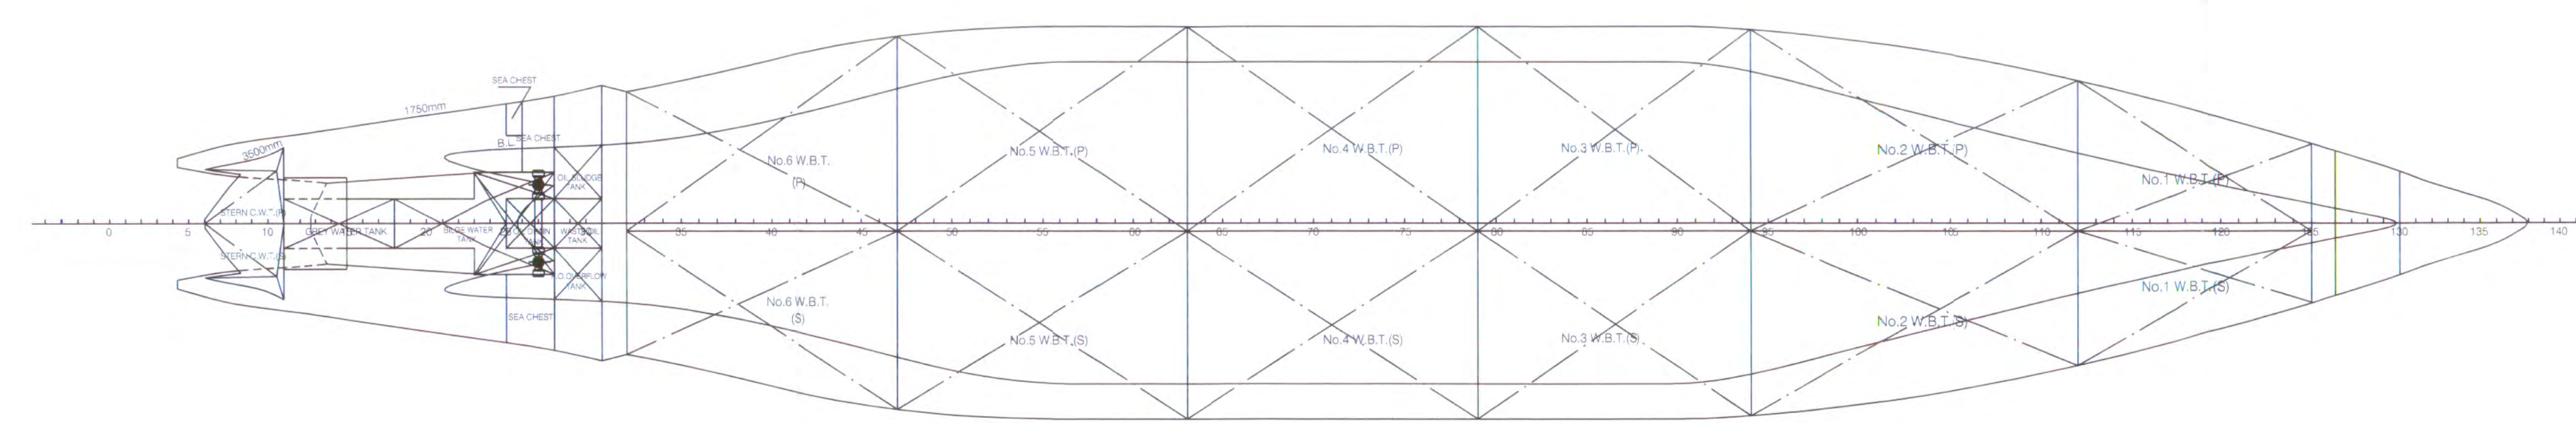 SEA CHEST
1750mm
SEA CHEST
B.L.
3500mm
No.6 W.B.T.
(P)
No.5 W.B.T.(P)
No.4 W.B.T.(P)
No.3 W.B.T.(P)
No.2 W.B.T.(P)
No.1 W.B.T.(P)
OIL SLUDGE
TANK
STERN C.W.T.(P)
GREY WATER TANK
BILGE WATER
TANK
DRAIN
TANK
WASTE OIL
TANK
0 5 10 15 20 35 40 45 50 55 60 65 70 75 80 85 90 95 100 105 110 115 120 125 130 135 140
STERN C.W.T.(S)
OVERFLOW
TANK
SEA CHEST
No.6 W.B.T.
(S)
No.5 W.B.T.(S)
No.4 W.B.T.(S)
No.3 W.B.T.(S)
No.2 W.B.T.(S)
No.1 W.B.T.(S)